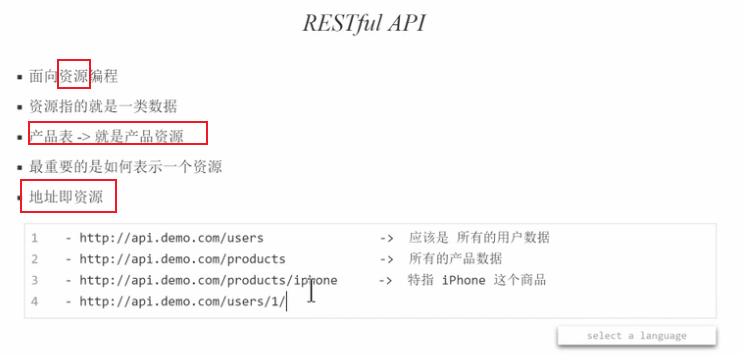 RESTful API
面向资源编程
资源指的就是一类数据
产品表 -> 就是产品资源
最重要的是如何表示一个资源
地址即资源
1 - http://api.demo.com/users -> 应该是 所有的用户数据
2 - http://api.demo.com/products -> 所有的产品数据
3 - http://api.demo.com/products/iphone -> 特指 iPhone 这个商品
4 - http://api.demo.com/users/1/
select a language